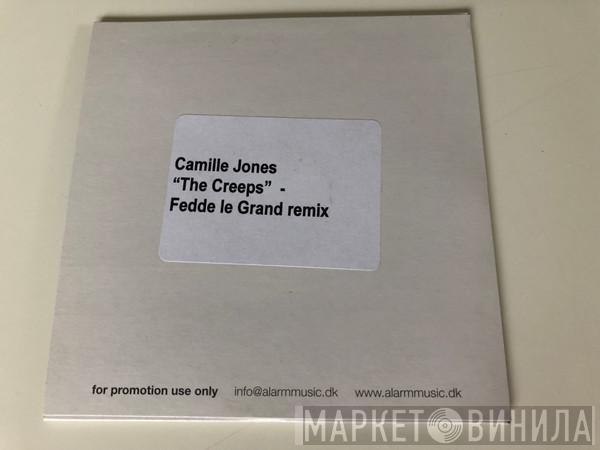 Camille Jones
“The Creeps” -
Fedde le Grand remix
for promotion use only info@alarmmusic.dk www.alarmmusic.dk
МАРКЕТ ВИНИЛА